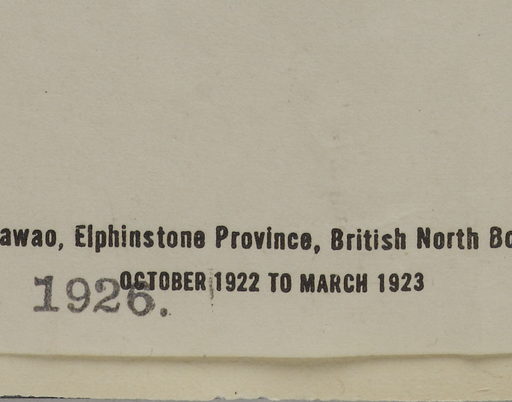 awao, Elphinstone Province, British North Bo
OCTOBER 1922 TO MARCH 1923
1926.